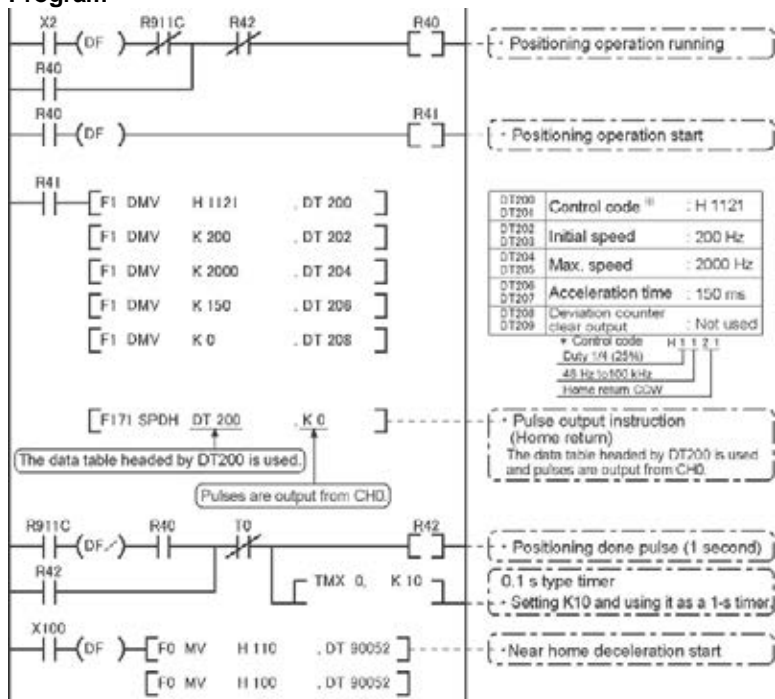 Program
X2 R911C R42 R40
(DF)
· Positioning operation running
R40
R40 R41
(DF)
· Positioning operation start
R41
F1 DMV H 1121 , DT 200
F1 DMV K 200 , DT 202
F1 DMV K 2000 , DT 204
F1 DMV K 150 , DT 206
F1 DMV K 0 , DT 208
DT200 DT201 Control code : H 1121
DT202 DT203 Initial speed : 200 Hz
DT204 DT205 Max. speed : 2000 Hz
DT206 DT207 Acceleration time : 150 ms
DT208 DT209 Deviation counter clear output : Not used
Control code H 1 1 2 1
Duty 1/4 (25%)
48 Hz to 100 kHz
Home return CCW
F171 SPDH DT 200 , K 0
· Pulse output instruction
(Home return)
The data table headed by DT200 is used
and pulses are output from CH0.
The data table headed by DT200 is used.
Pulses are output from CH0.
R911C R40 T0 R42
(DF/)
· Positioning done pulse (1 second)
R42
TMX 0, K 10
0.1 s type timer
· Setting K10 and using it as a 1-s timer
X100
(DF) F0 MV H 110 , DT 90052
· Near home deceleration start
F0 MV H 100 , DT 90052